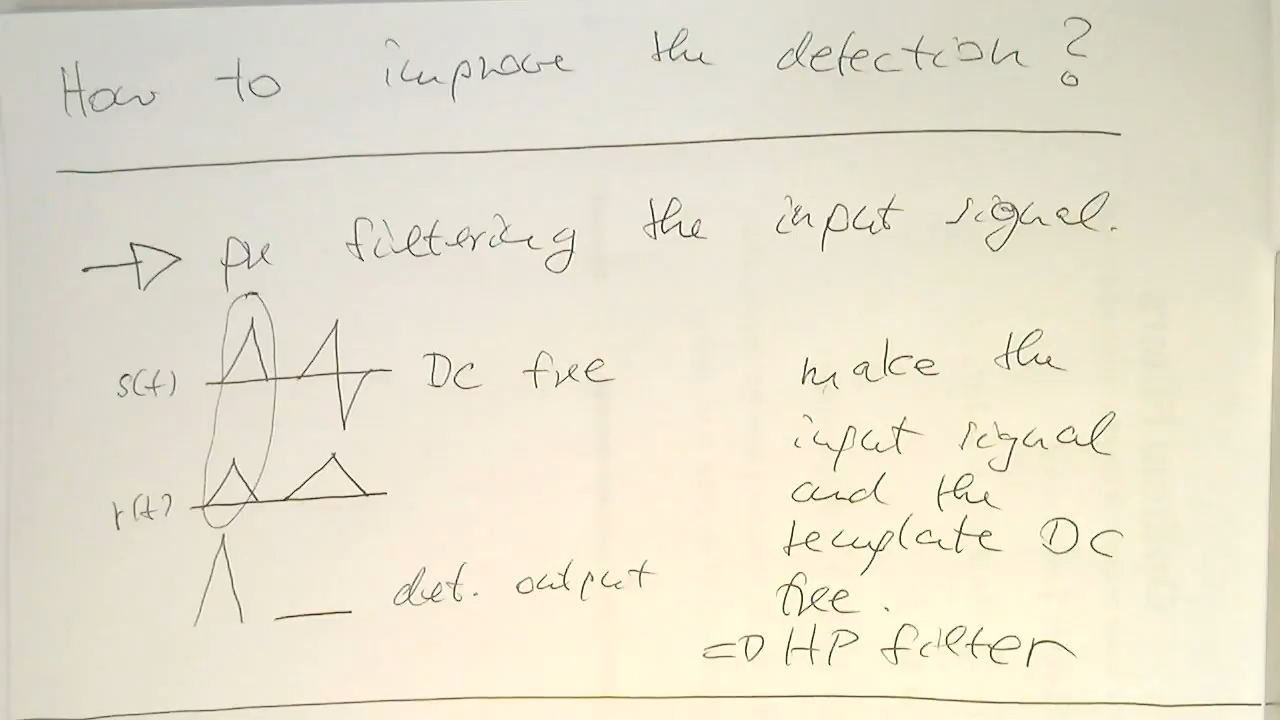 How to improve the detection?
pre filtering the input signal.
s(t)
DC free
r(t)
det. output
make the
input signal
and the
template DC
free.
=> HP filter